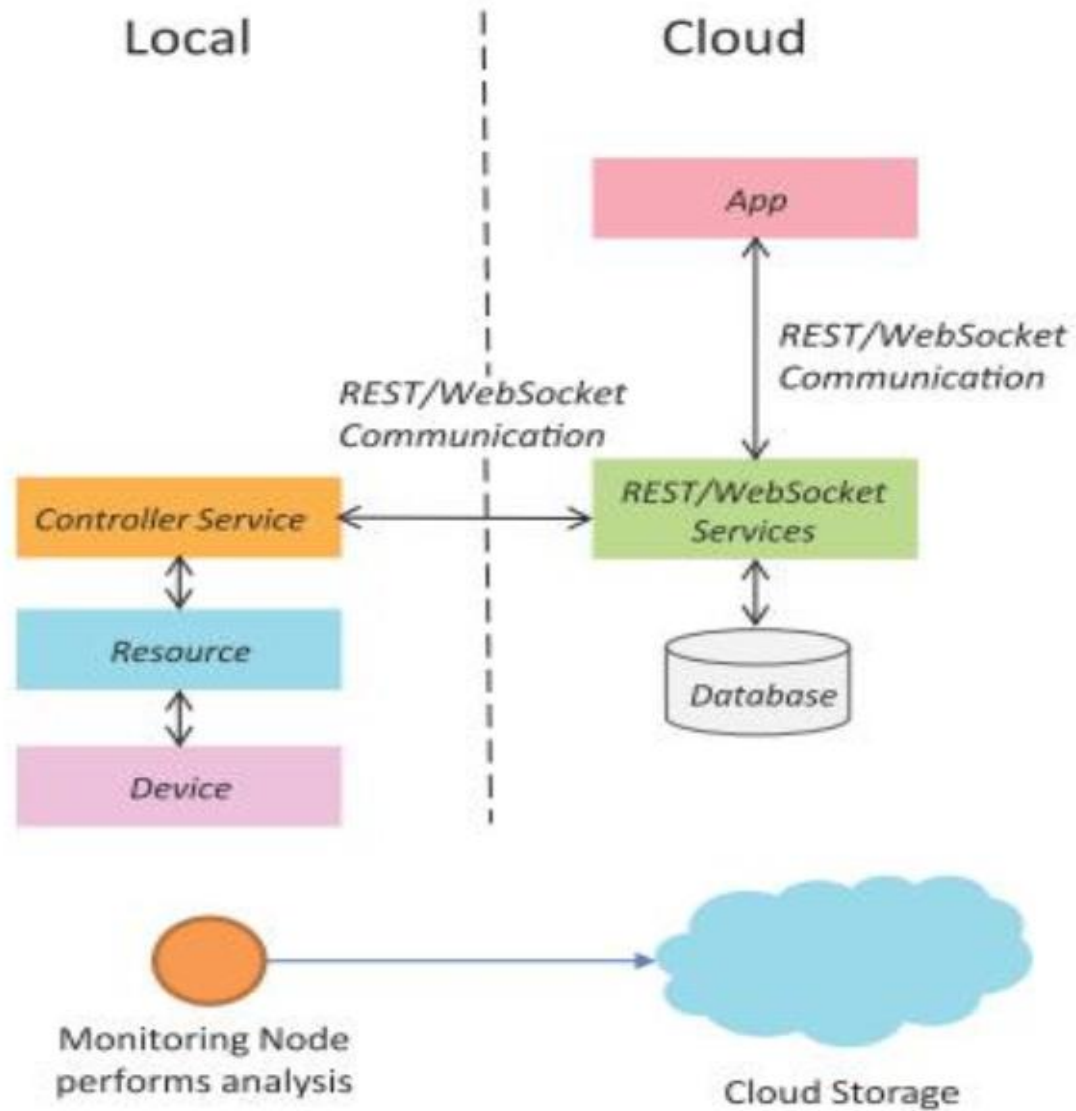 Local
Cloud
App
REST/WebSocket
Communication
REST/WebSocket
Communication
Controller Service
REST/WebSocket
Services
Resource
Database
Device
Monitoring Node
performs analysis
Cloud Storage